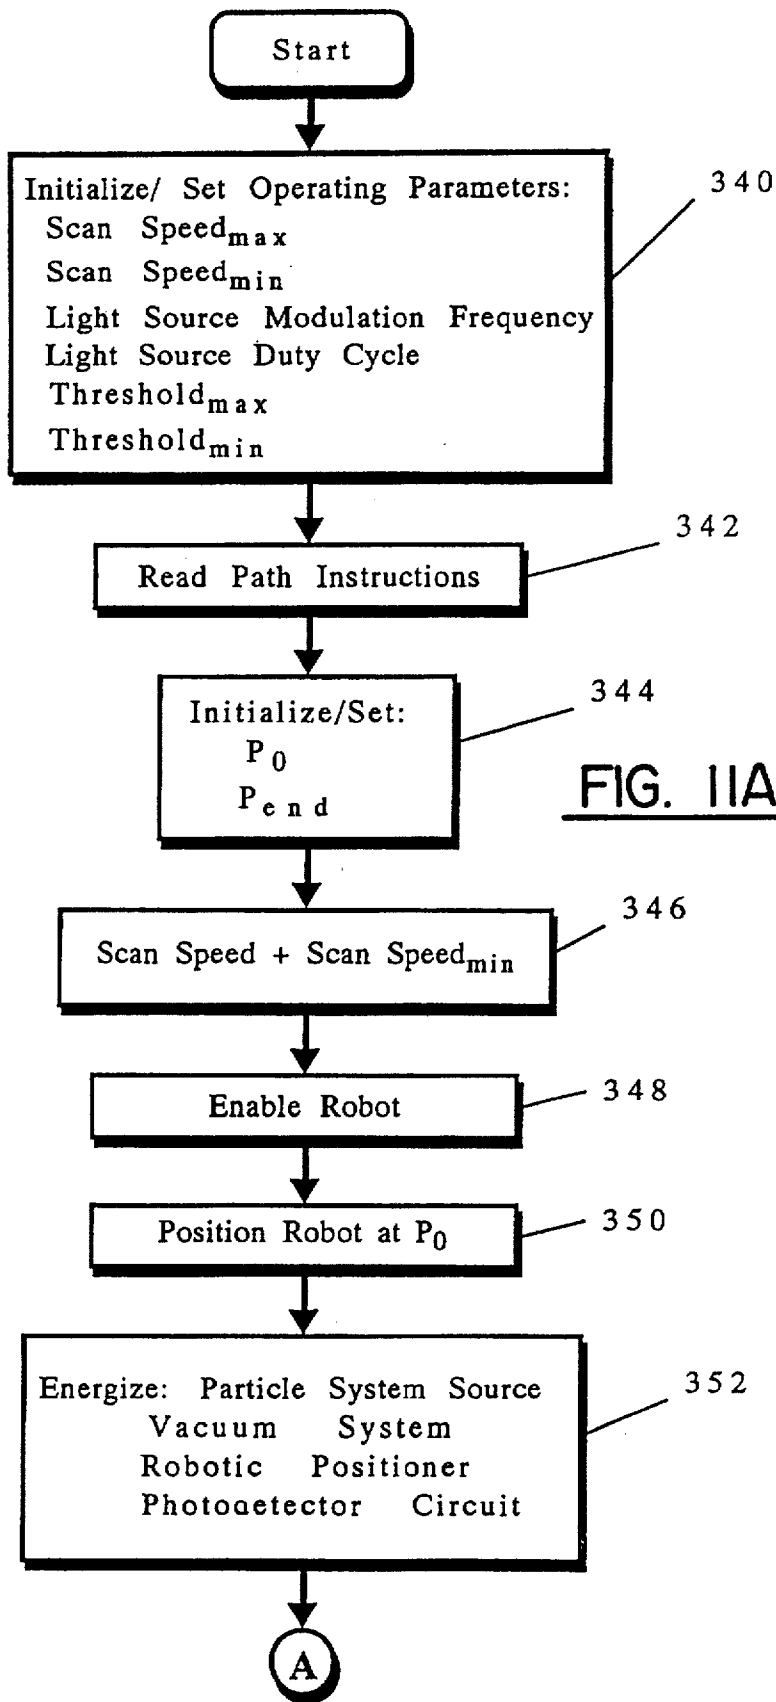 Start
Initialize/ Set Operating Parameters:
Scan Speedmax
Scan Speedmin
Light Source Modulation Frequency
Light Source Duty Cycle
Thresholdmax
Thresholdmin
340
Read Path Instructions
342
Initialize/Set:
P0
Pend
344
FIG. 11A
Scan Speed + Scan Speedmin
346
Enable Robot
348
Position Robot at P0
350
Energize: Particle System Source
Vacuum System
Robotic Positioner
Photodetector Circuit
352
A